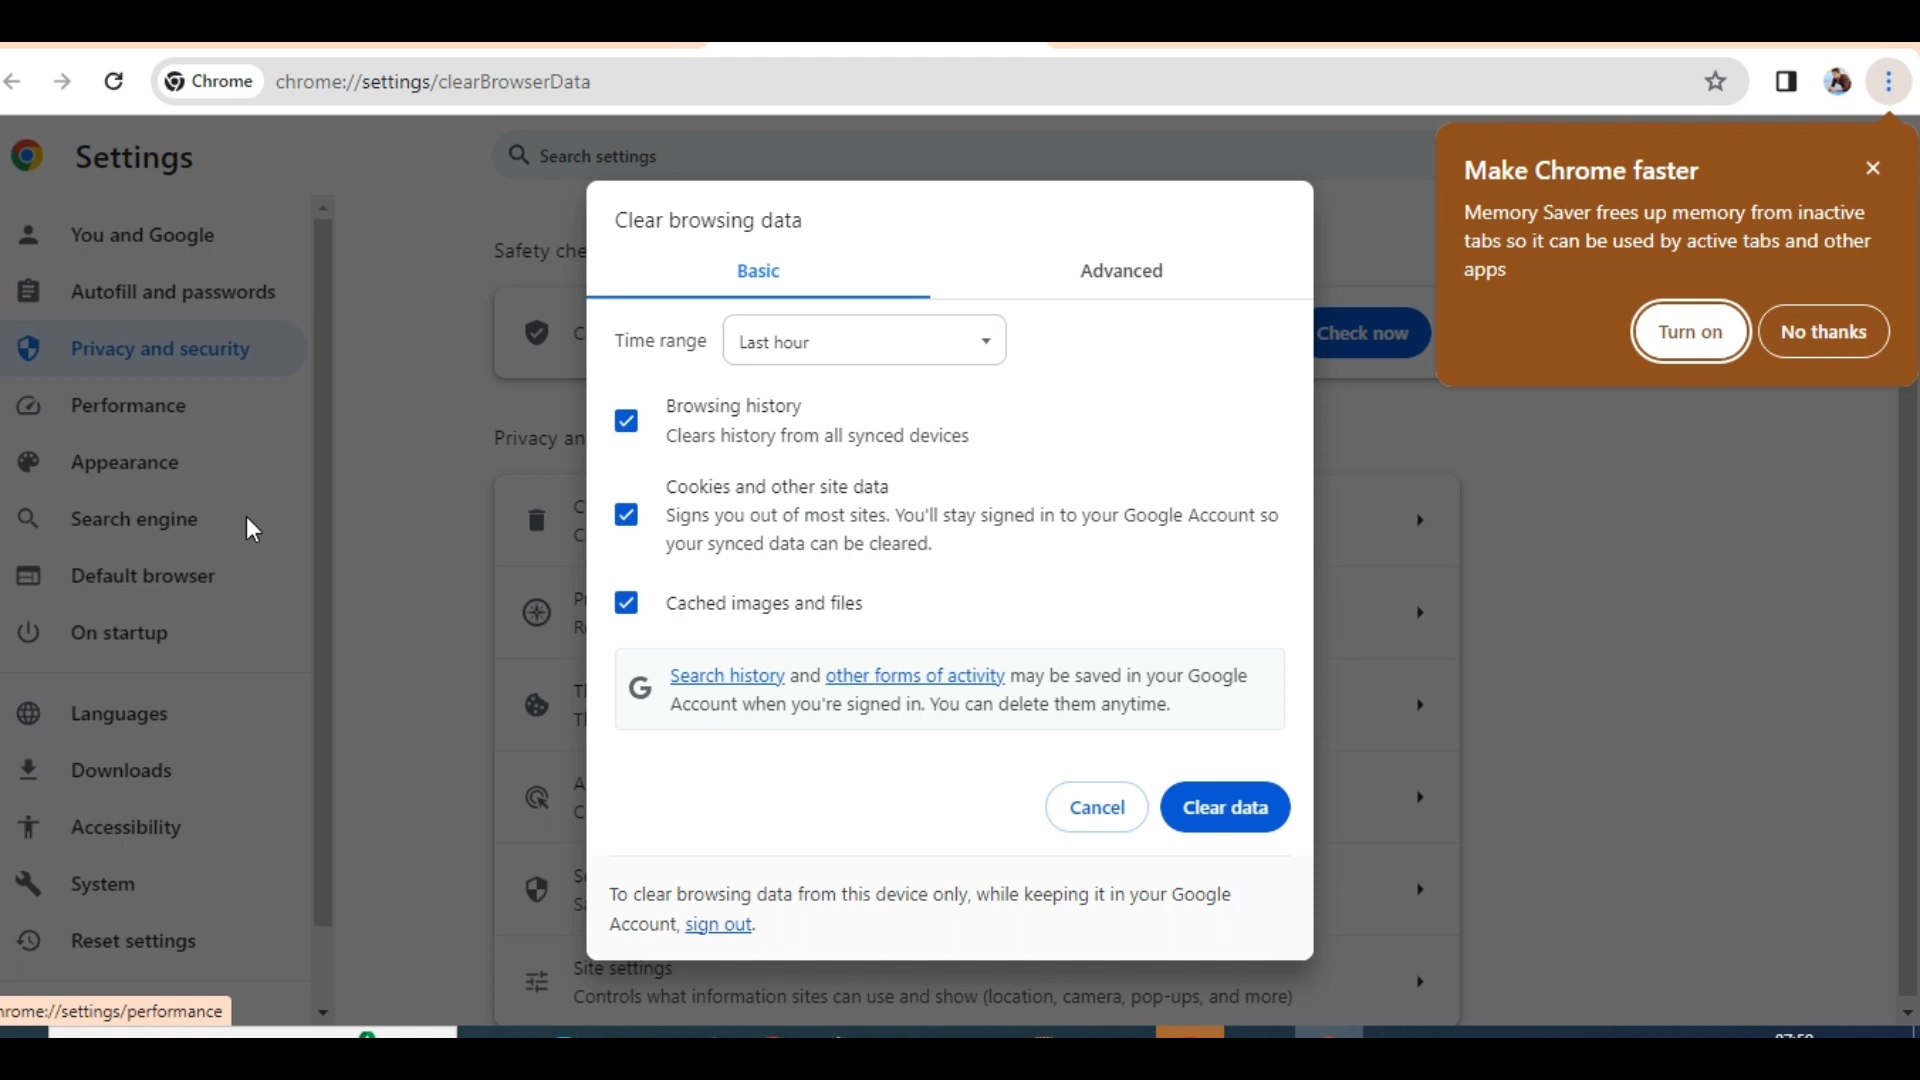 Chrome
chrome://settings/clearBrowserData
Settings
Search settings
You and Google
Autofill and passwords
Privacy and security
Performance
Appearance
Search engine
Default browser
On startup
Languages
Downloads
Accessibility
System
Reset settings
hrome://settings/performance
Safety che
Check now
Privacy an
Clear browsing data
Basic
Advanced
Time range
Last hour
Browsing history
Clears history from all synced devices
Cookies and other site data
Signs you out of most sites. You'll stay signed in to your Google Account so
your synced data can be cleared.
Cached images and files
Search history and other forms of activity may be saved in your Google
Account when you're signed in. You can delete them anytime.
Cancel
Clear data
To clear browsing data from this device only, while keeping it in your Google
Account, sign out.
Site settings
Controls what information sites can use and show (location, camera, pop-ups, and more)
Make Chrome faster
Memory Saver frees up memory from inactive
tabs so it can be used by active tabs and other
apps
Turn on
No thanks